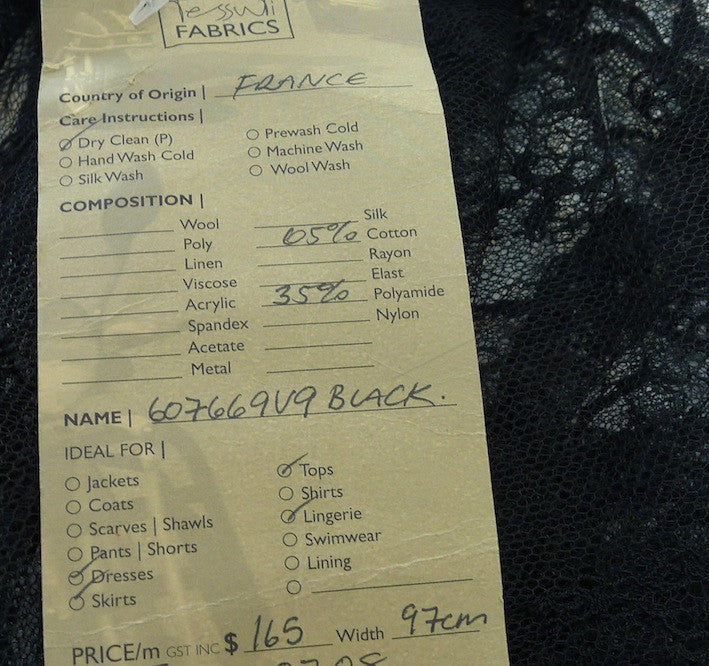 Tessuti
FABRICS
Country of Origin | FRANCE
Care Instructions |
Dry Clean (P) Prewash Cold
Hand Wash Cold Machine Wash
Silk Wash Wool Wash
COMPOSITION |
Wool Silk
Poly 65% Cotton
Linen Rayon
Viscose Elast
Acrylic 35% Polyamide
Spandex Nylon
Acetate
Metal
NAME | 607669V9 BLACK.
IDEAL FOR |
Jackets Tops
Coats Shirts
Scarves | Shawls Lingerie
Pants | Shorts Swimwear
Dresses Lining
Skirts
PRICE/m GST INC $ 165 Width 97cm